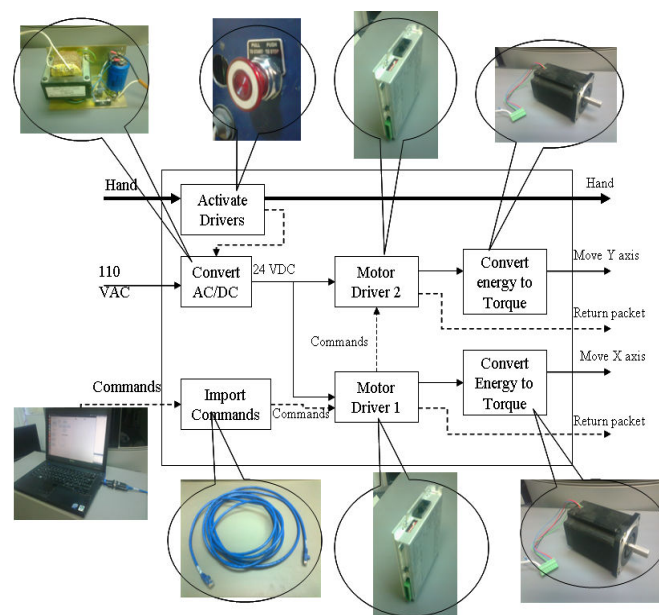 PULL PUSH
Hand
Activate
Drivers
Hand
110
VAC
Convert
AC/DC
24 VDC
Motor
Driver 2
Convert
energy to
Torque
Move Y axis
Return packet
Commands
Move X axis
Commands
Import
Commands
Commands
Motor
Driver 1
Convert
Energy to
Torque
Return packet